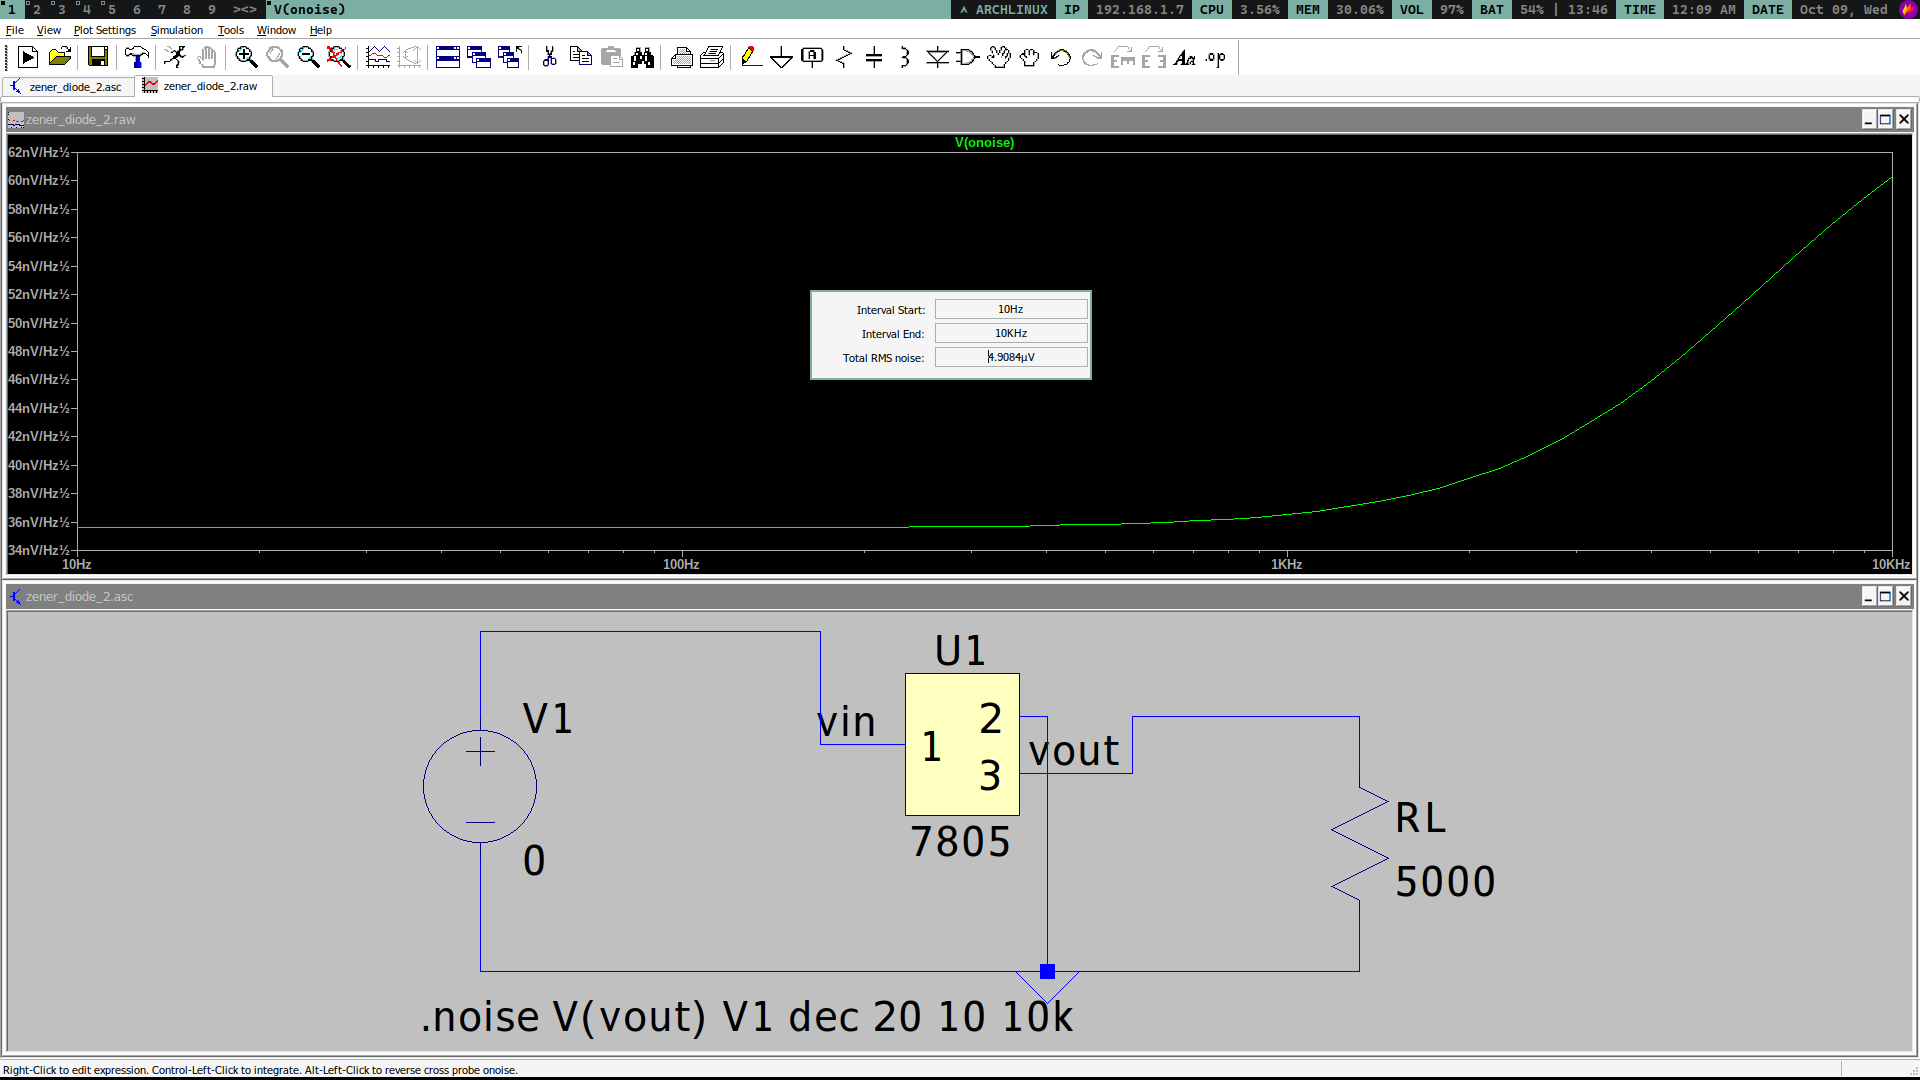 1 2 3 4 5 6 7 8 9 ><> V(onoise) ARCHLINUX IP 192.168.1.7 CPU 3.56% MEM 30.06% VOL 97% BAT 54% | 13:46 TIME 12:09 AM DATE Oct 09, Wed
File View Plot Settings Simulation Tools Window Help
A Aa .op
zener_diode_2.asc zener_diode_2.raw
zener_diode_2.raw
V(onoise)
62nV/Hz½
60nV/Hz½
58nV/Hz½
56nV/Hz½
54nV/Hz½
52nV/Hz½
50nV/Hz½
48nV/Hz½
46nV/Hz½
44nV/Hz½
42nV/Hz½
40nV/Hz½
38nV/Hz½
36nV/Hz½
34nV/Hz½
10Hz 100Hz 1KHz 10KHz
Interval Start: 10Hz
Interval End: 10KHz
Total RMS noise: 4.9084µV
zener_diode_2.asc
U1
V1
vin
1
2
3
vout
7805
0
RL
5000
.noise V(vout) V1 dec 20 10 10k
Right-Click to edit expression. Control-Left-Click to integrate. Alt-Left-Click to reverse cross probe onoise.